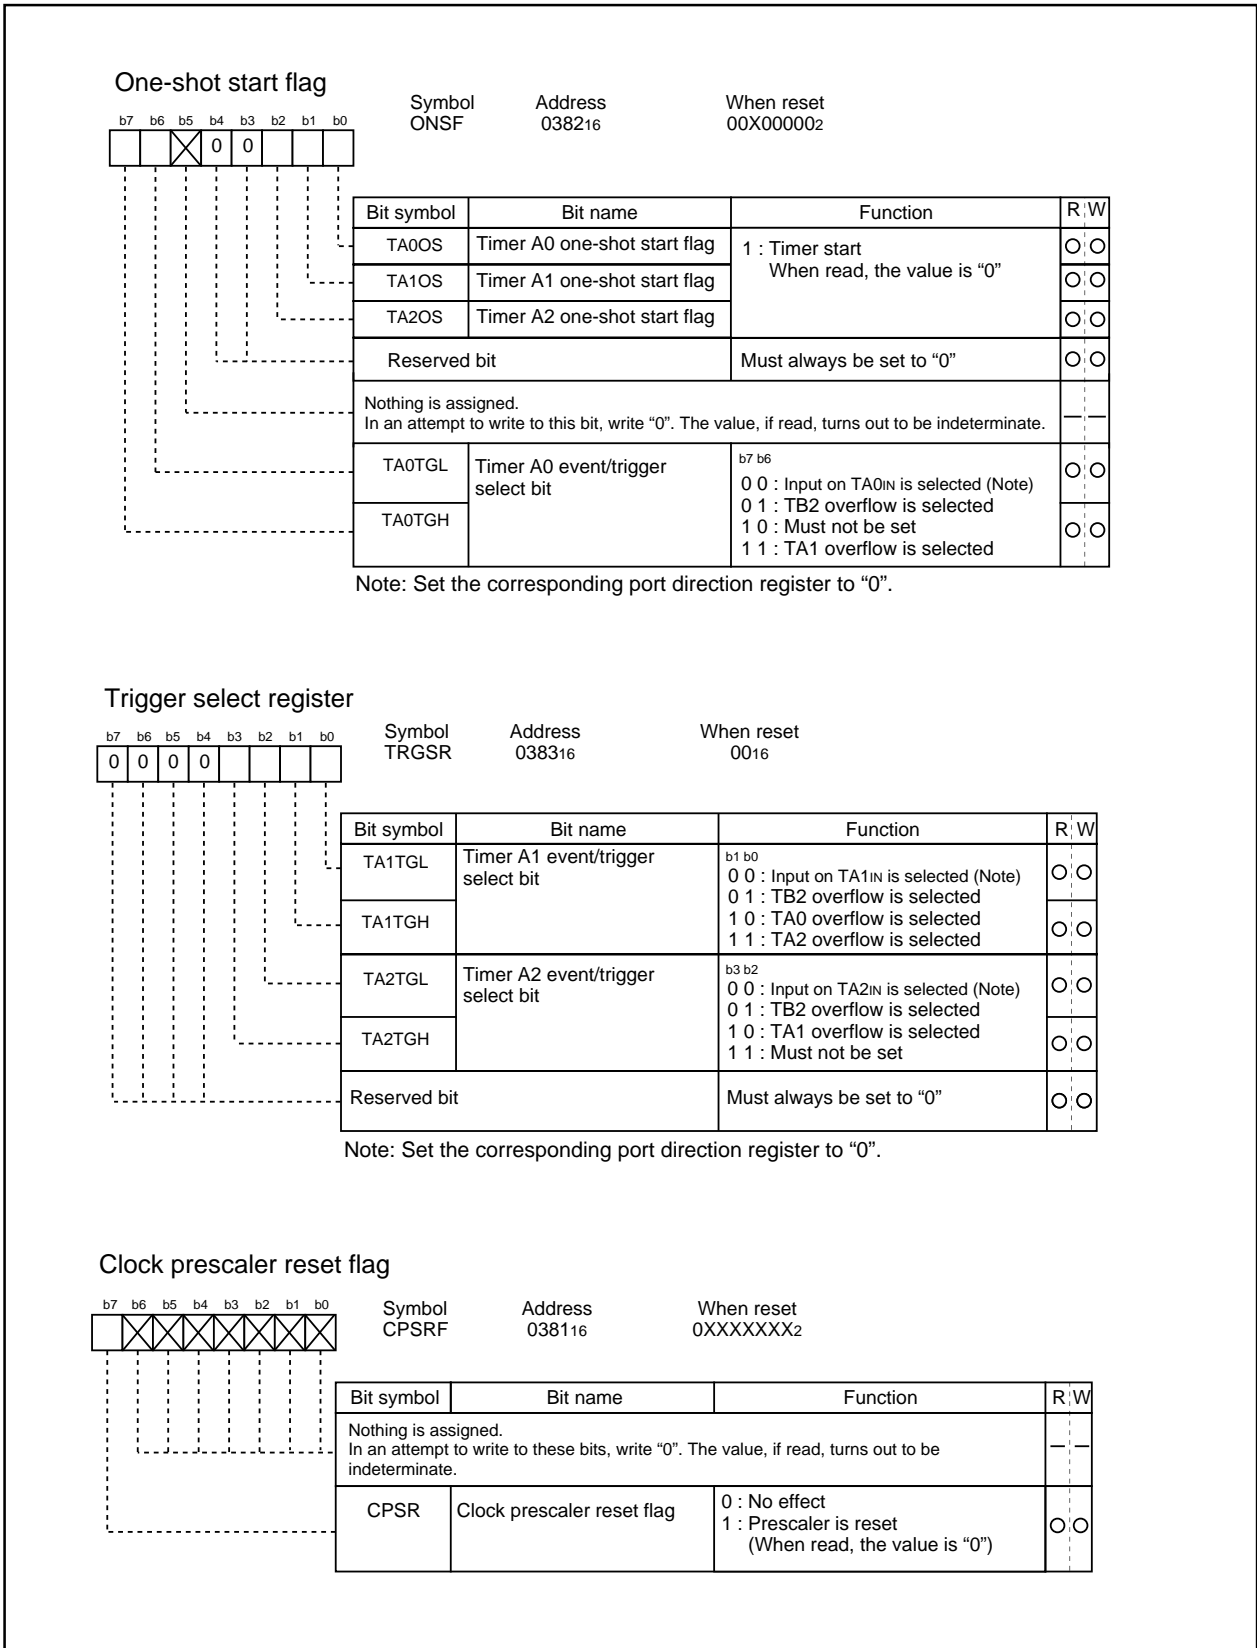 One-shot start flag
Symbol Address When reset
ONSF 038216 00X000002
b7 b6 b5 b4 b3 b2 b1 b0
0 0
Bit symbol Bit name Function R W
TA0OS Timer A0 one-shot start flag 1 : Timer start
When read, the value is “0”
TA1OS Timer A1 one-shot start flag
TA2OS Timer A2 one-shot start flag
Reserved bit Must always be set to “0”
Nothing is assigned.
In an attempt to write to this bit, write “0”. The value, if read, turns out to be indeterminate.
TA0TGL Timer A0 event/trigger
select bit
b7 b6
0 0 : Input on TA0IN is selected (Note)
0 1 : TB2 overflow is selected
1 0 : Must not be set
1 1 : TA1 overflow is selected
TA0TGH
Note: Set the corresponding port direction register to “0”.
Trigger select register
Symbol Address When reset
TRGSR 038316 0016
b7 b6 b5 b4 b3 b2 b1 b0
0 0 0 0
Bit symbol Bit name Function R W
TA1TGL Timer A1 event/trigger
select bit
b1 b0
0 0 : Input on TA1IN is selected (Note)
0 1 : TB2 overflow is selected
1 0 : TA0 overflow is selected
1 1 : TA2 overflow is selected
TA1TGH
TA2TGL Timer A2 event/trigger
select bit
b3 b2
0 0 : Input on TA2IN is selected (Note)
0 1 : TB2 overflow is selected
1 0 : TA1 overflow is selected
1 1 : Must not be set
TA2TGH
Reserved bit Must always be set to “0”
Note: Set the corresponding port direction register to “0”.
Clock prescaler reset flag
Symbol Address When reset
CPSRF 038116 0XXXXXXX2
b7 b6 b5 b4 b3 b2 b1 b0
Bit symbol Bit name Function R W
Nothing is assigned.
In an attempt to write to these bits, write “0”. The value, if read, turns out to be
indeterminate.
CPSR Clock prescaler reset flag 0 : No effect
1 : Prescaler is reset
(When read, the value is “0”)